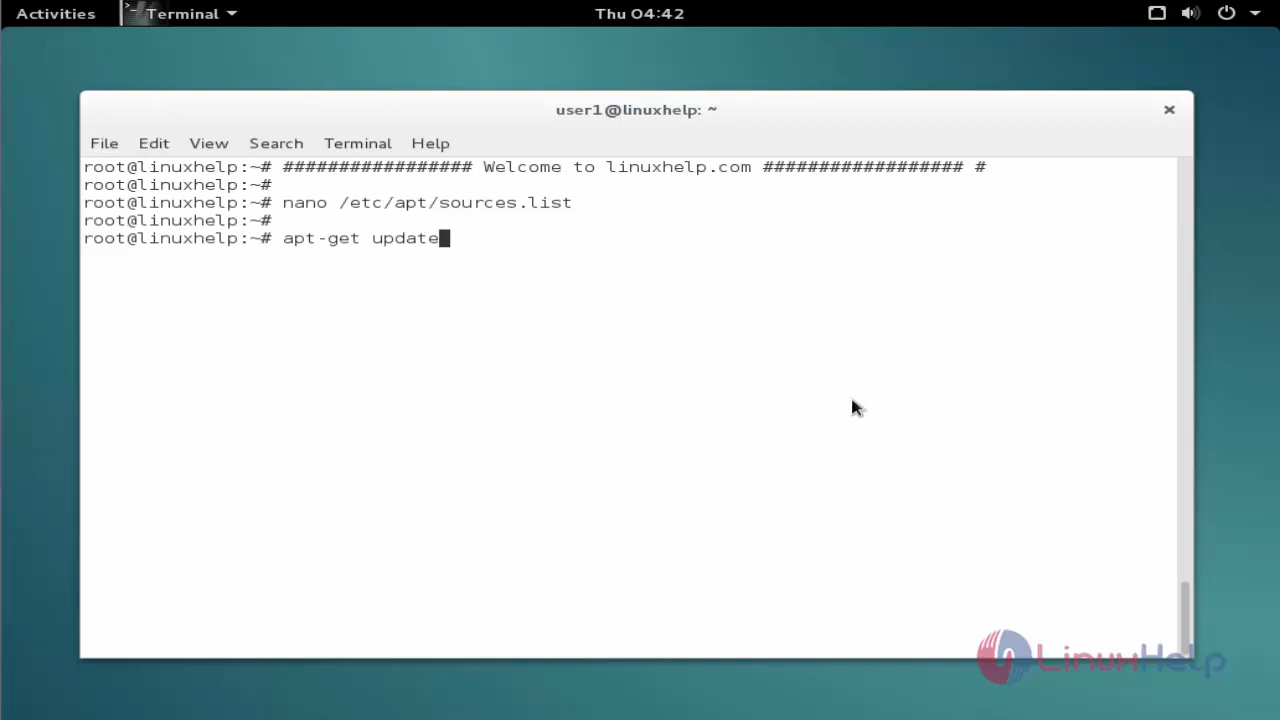 Activities Terminal Thu 04:42
user1@linuxhelp: ~
File Edit View Search Terminal Help
root@linuxhelp:~# ################# Welcome to linuxhelp.com ################## #
root@linuxhelp:~#
root@linuxhelp:~# nano /etc/apt/sources.list
root@linuxhelp:~#
root@linuxhelp:~# apt-get update
LinuxHelp